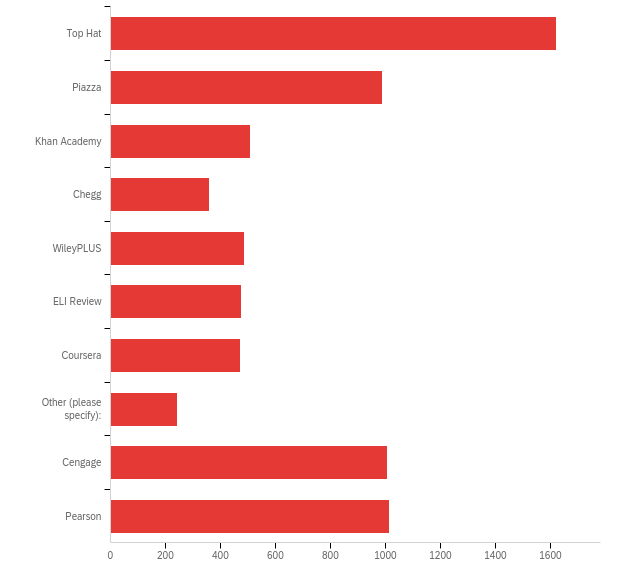 Top Hat
Piazza
Khan Academy
Chegg
WileyPLUS
ELI Review
Coursera
Other (please
specify):
Cengage
Pearson
0 200 400 600 800 1000 1200 1400 1600